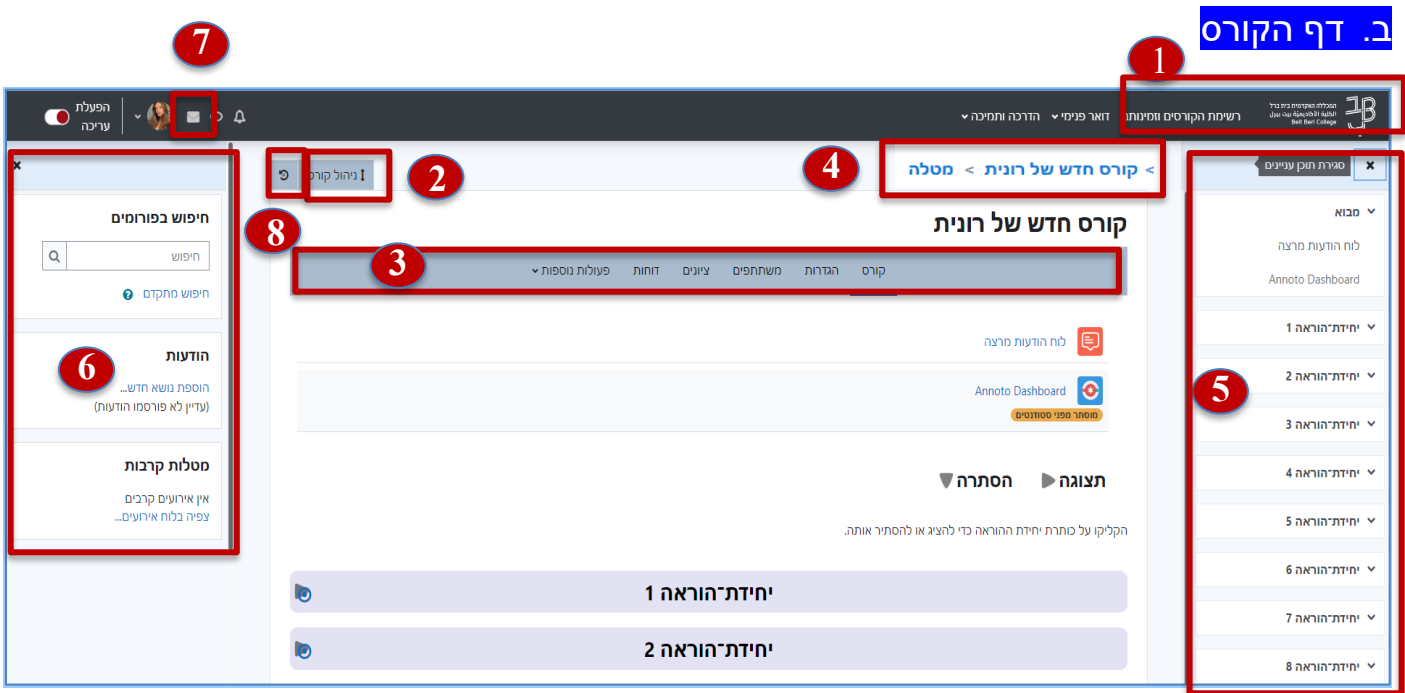 ב. דף הקורס
7
1
המכללה האקדמית בית ברל
الكلية الأكاديمية بيت بيرل
Beit Berl College
רשימת הקורסים וזמינותם
דואר פנימי
הדרכה ותמיכה
הפעלת
עריכה
סגירת תוכן עניינים
4
> קורס חדש של רונית > מטלה
2
ניהול קורס
8
מבוא
לוח הודעות מרצה
Annoto Dashboard
יחידת־הוראה 1
יחידת־הוראה 2
יחידת־הוראה 3
יחידת־הוראה 4
יחידת־הוראה 5
יחידת־הוראה 6
יחידת־הוראה 7
יחידת־הוראה 8
5
קורס חדש של רונית
3
קורס הגדרות משתתפים ציונים דוחות פעולות נוספות
לוח הודעות מרצה
Annoto Dashboard
מוסתר מפני סטודנטים
תצוגה הסתרה
הקליקו על כותרת יחידת ההוראה כדי להציג או להסתיר אותה.
יחידת־הוראה 1
יחידת־הוראה 2
חיפוש בפורומים
חיפוש
חיפוש מתקדם
6
הודעות
הוספת נושא חדש...
(עדיין לא פורסמו הודעות)
מטלות קרבות
אין אירועים קרבים
צפיה בלוח אירועים...